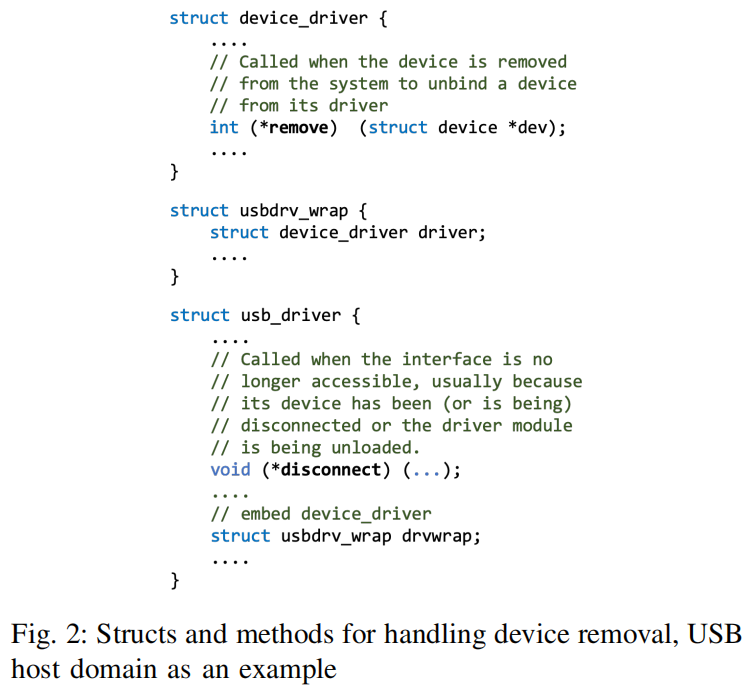 struct device_driver {
....
// Called when the device is removed
// from the system to unbind a device
// from its driver
int (*remove)  (struct device *dev);
....
}
struct usbdrv_wrap {
struct device_driver driver;
....
}
struct usb_driver {
....
// Called when the interface is no
// longer accessible, usually because
// its device has been (or is being)
// disconnected or the driver module
// is being unloaded.
void (*disconnect) (...);
....
// embed device_driver
struct usbdrv_wrap drvwrap;
....
}
Fig. 2: Structs and methods for handling device removal, USB
host domain as an example